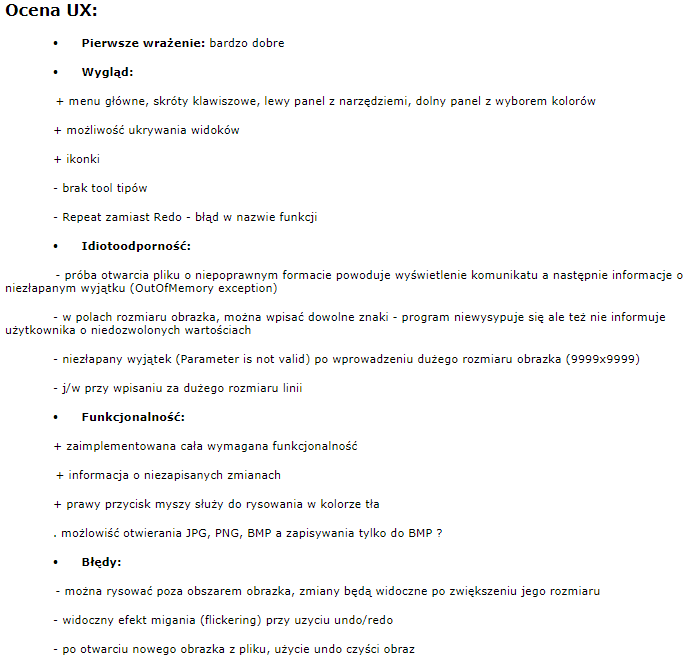 Ocena UX:
• Pierwsze wrażenie: bardzo dobre
• Wygląd:
+ menu główne, skróty klawiszowe, lewy panel z narzędziemi, dolny panel z wyborem kolorów
+ możliwość ukrywania widoków
+ ikonki
- brak tool tipów
- Repeat zamiast Redo - błąd w nazwie funkcji
• Idiotoodporność:
- próba otwarcia pliku o niepoprawnym formacie powoduje wyświetlenie komunikatu a następnie informacje o
niezłapanym wyjątku (OutOfMemory exception)
- w polach rozmiaru obrazka, można wpisać dowolne znaki - program niewysypuje się ale też nie informuje
użytkownika o niedozwolonych wartościach
- niezłapany wyjątek (Parameter is not valid) po wprowadzeniu dużego rozmiaru obrazka (9999x9999)
- j/w przy wpisaniu za dużego rozmiaru linii
• Funkcjonalność:
+ zaimplementowana cała wymagana funkcjonalność
+ informacja o niezapisanych zmianach
+ prawy przycisk myszy służy do rysowania w kolorze tła
. możlowiść otwierania JPG, PNG, BMP a zapisywania tylko do BMP ?
• Błędy:
- można rysować poza obszarem obrazka, zmiany będą widoczne po zwiększeniu jego rozmiaru
- widoczny efekt migania (flickering) przy uzyciu undo/redo
- po otwarciu nowego obrazka z pliku, użycie undo czyści obraz